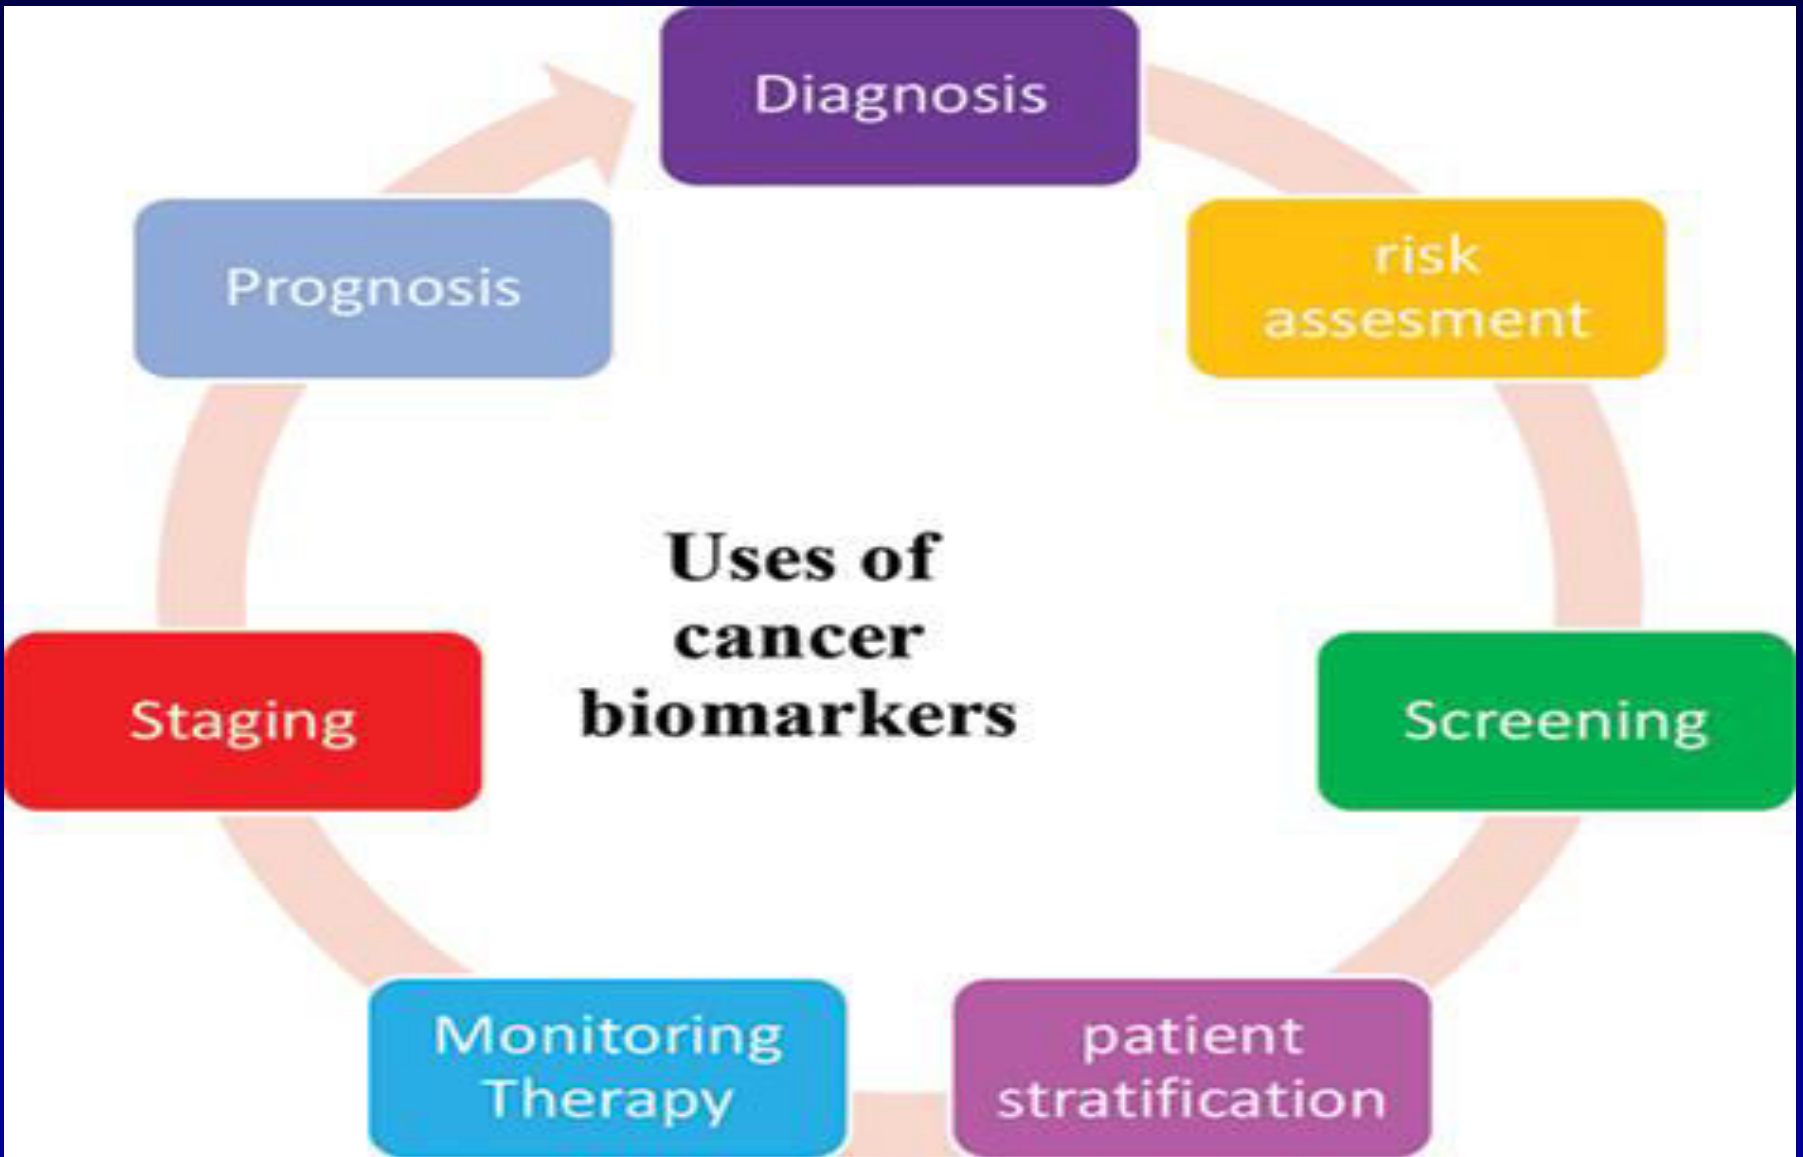 Diagnosis
risk
assesment
Screening
patient
stratification
Monitoring
Therapy
Staging
Prognosis
Uses of
cancer
biomarkers